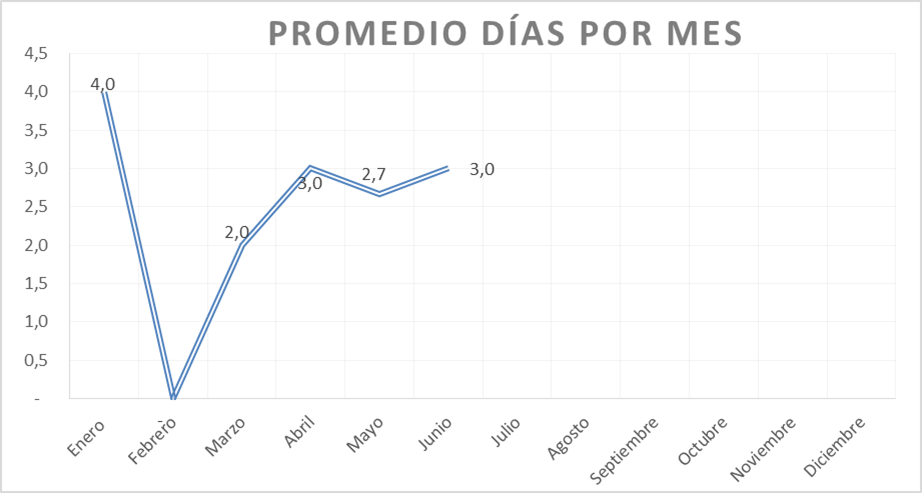 PROMEDIO DÍAS POR MES
4,5
4,0
3,5
3,0
2,5
2,0
1,5
1,0
0,5
-
4,0
-
2,0
3,0
2,7
3,0
Enero
Febrero
Marzo
Abril
Mayo
Junio
Julio
Agosto
Septiembre
Octubre
Noviembre
Diciembre